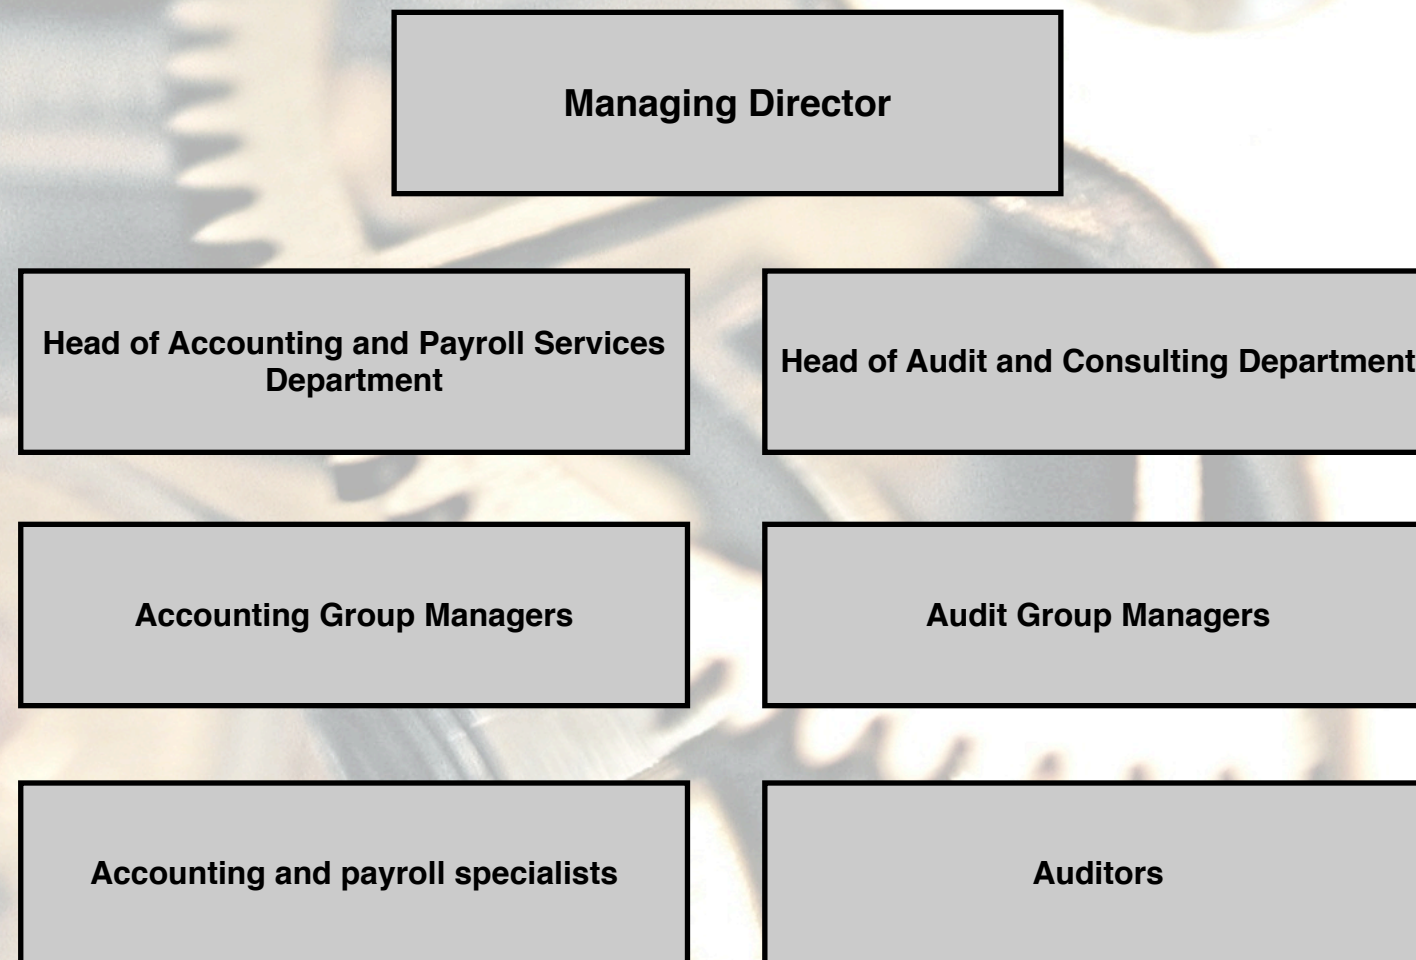 Managing Director
Head of Accounting and Payroll Services
Department
Head of Audit and Consulting Department
Accounting Group Managers
Audit Group Managers
Accounting and payroll specialists
Auditors